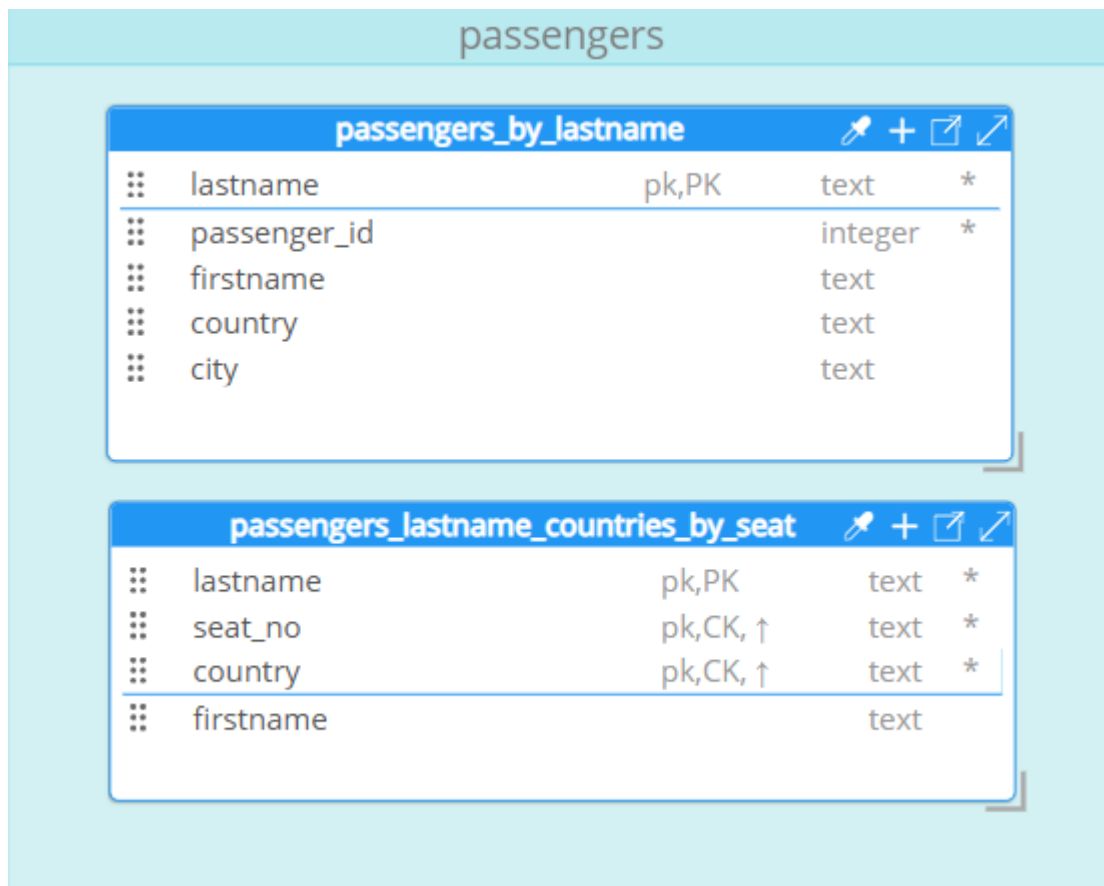 passengers
passengers_by_lastname
lastname pk,PK text *
passenger_id integer *
firstname text
country text
city text
passengers_lastname_countries_by_seat
lastname pk,PK text *
seat_no pk,CK, ↑ text *
country pk,CK, ↑ text *
firstname text